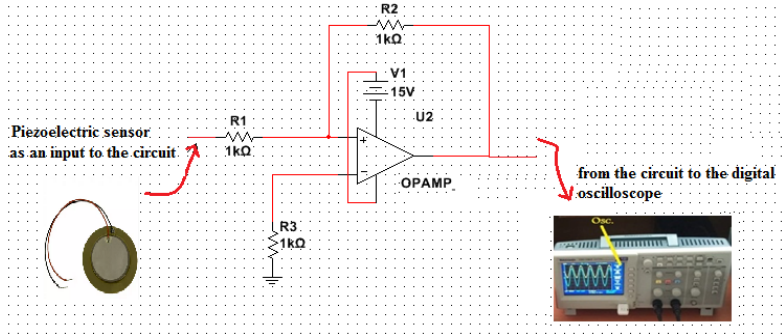 R2
1kΩ
V1
15V
U2
R1
1kΩ
Piezoelectric sensor
as an input to the circuit
+
−
OPAMP
from the circuit to the digital
oscilloscope
R3
1kΩ
Osc.